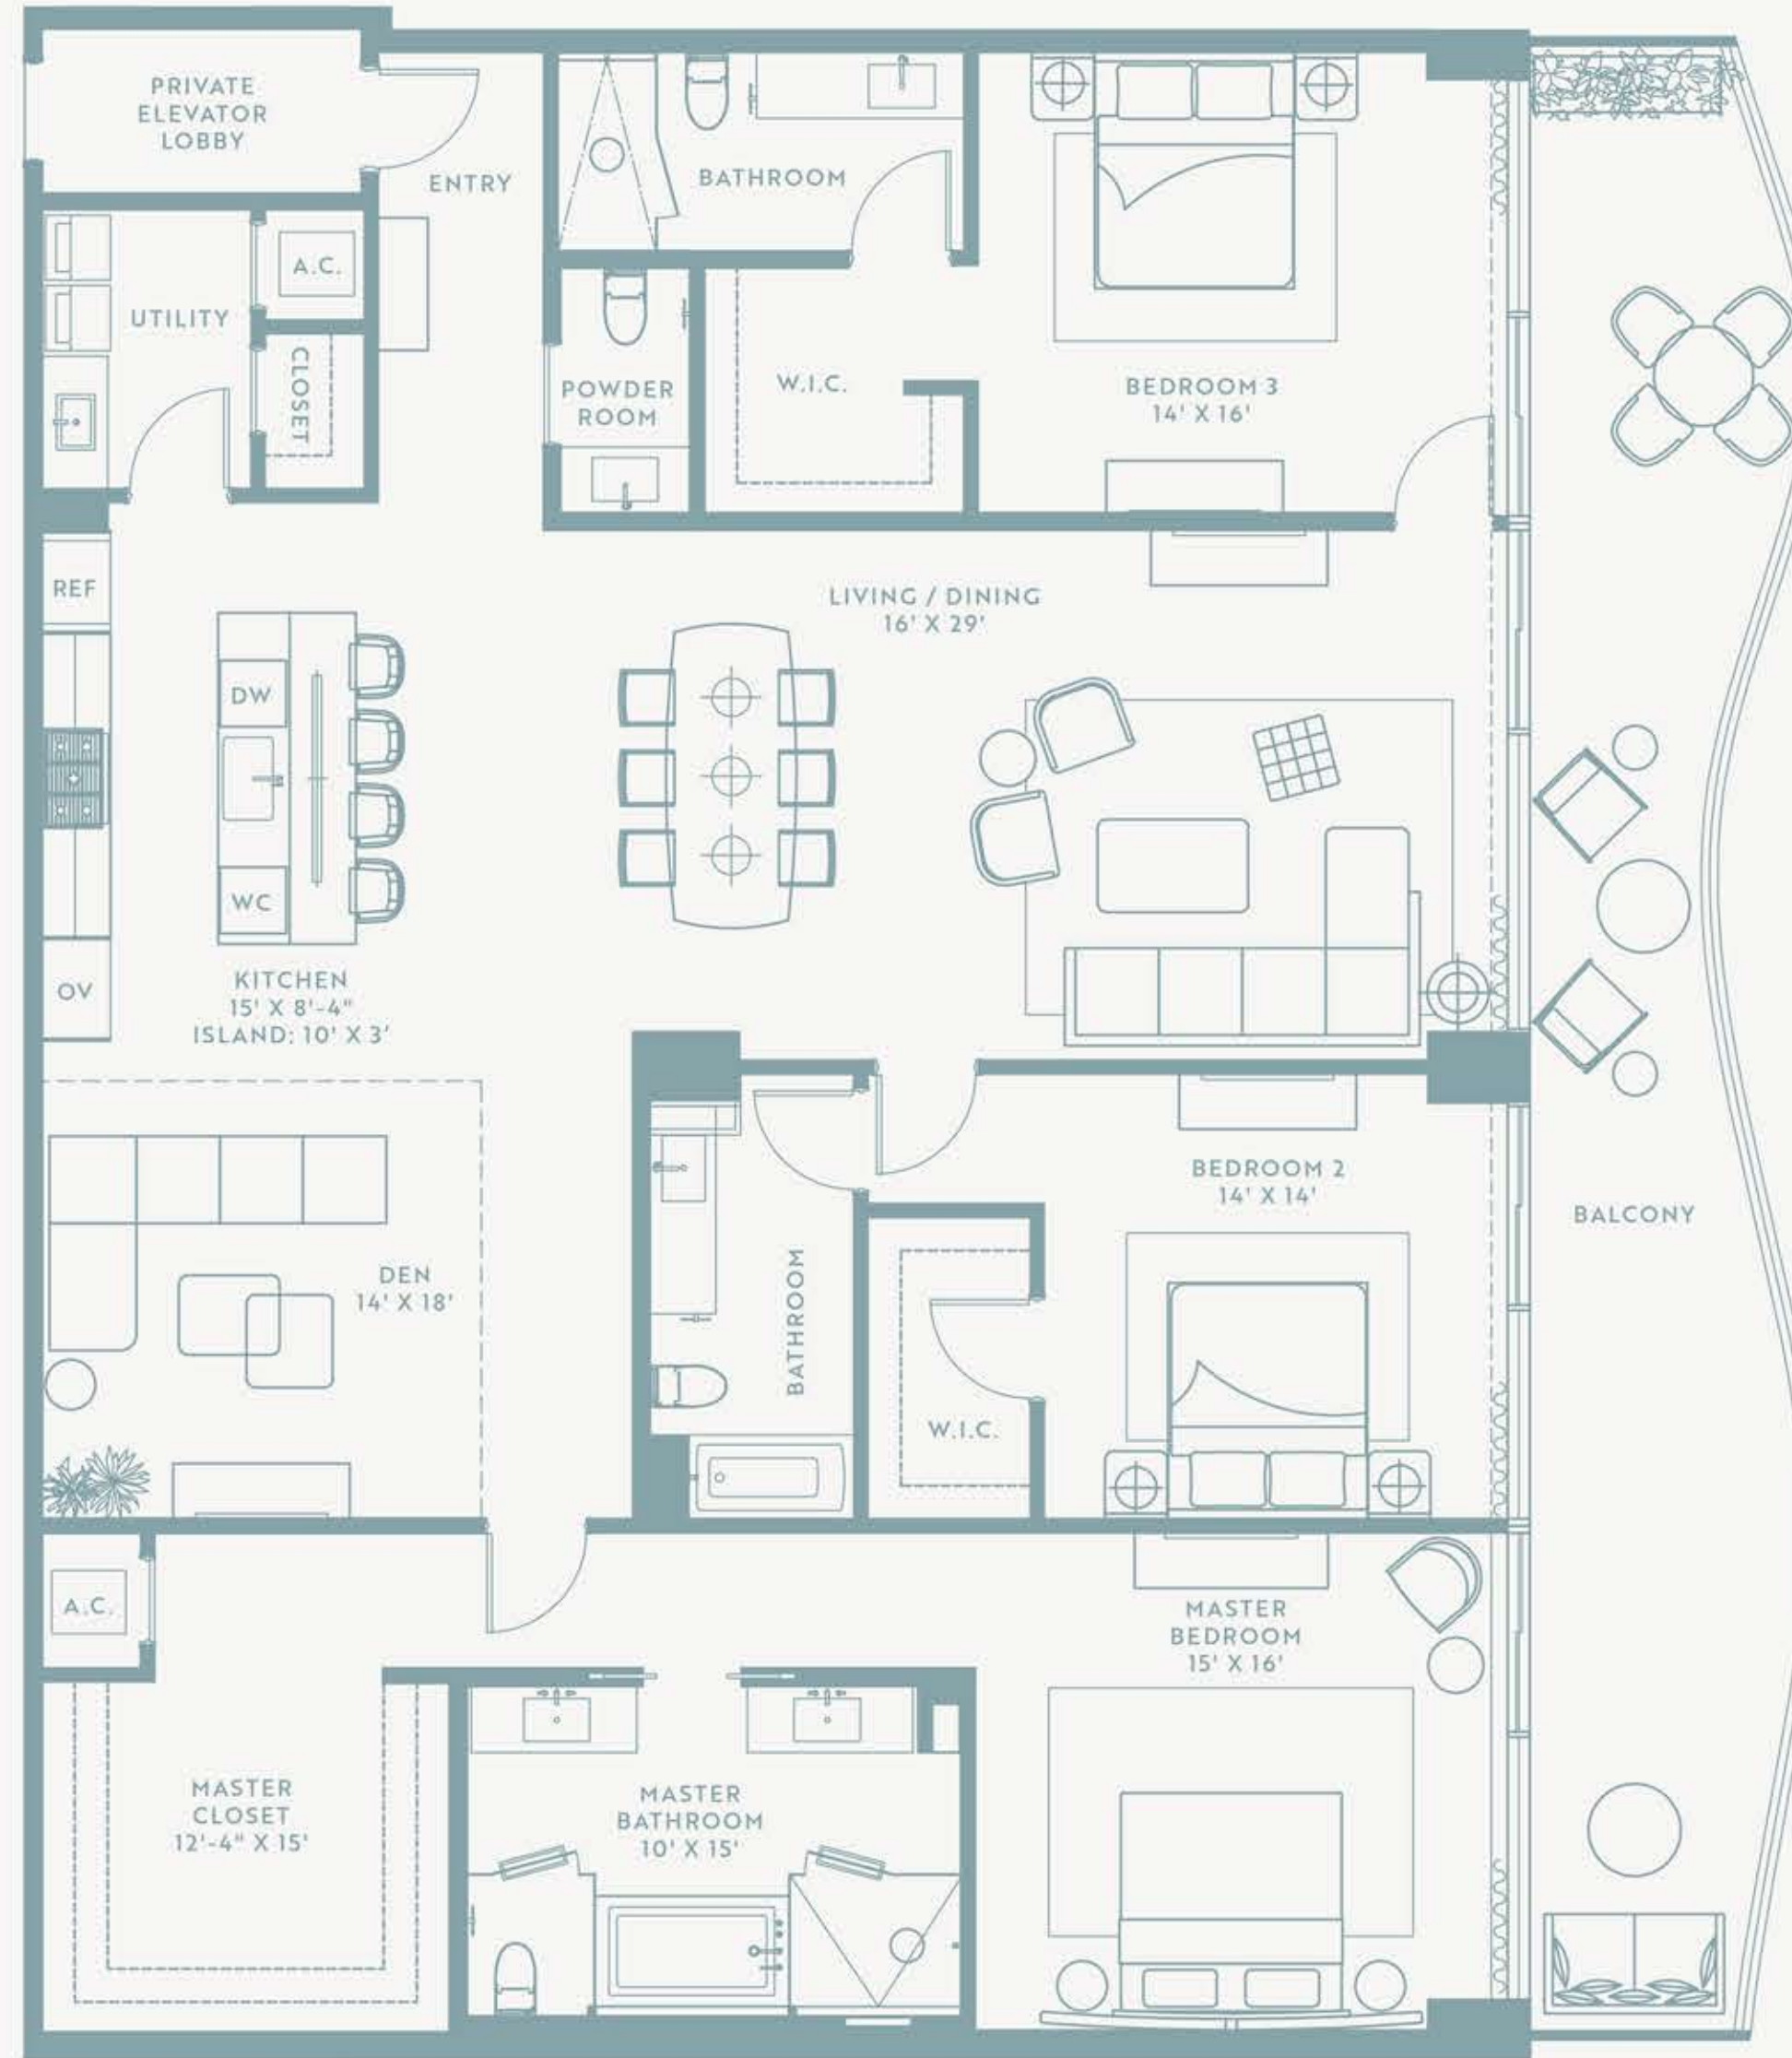 PRIVATE
ELEVATOR
LOBBY
ENTRY
BATHROOM
A.C.
UTILITY
CLOSET
POWDER
ROOM
W.I.C.
BEDROOM 3
14' X 16'
REF
LIVING / DINING
16' X 29'
DW
WC
OV
KITCHEN
15' X 8'-4"
ISLAND: 10' X 3'
BEDROOM 2
14' X 14'
BALCONY
DEN
14' X 18'
BATHROOM
W.I.C.
A.C.
MASTER
BEDROOM
15' X 16'
MASTER
CLOSET
12'-4" X 15'
MASTER
BATHROOM
10' X 15'